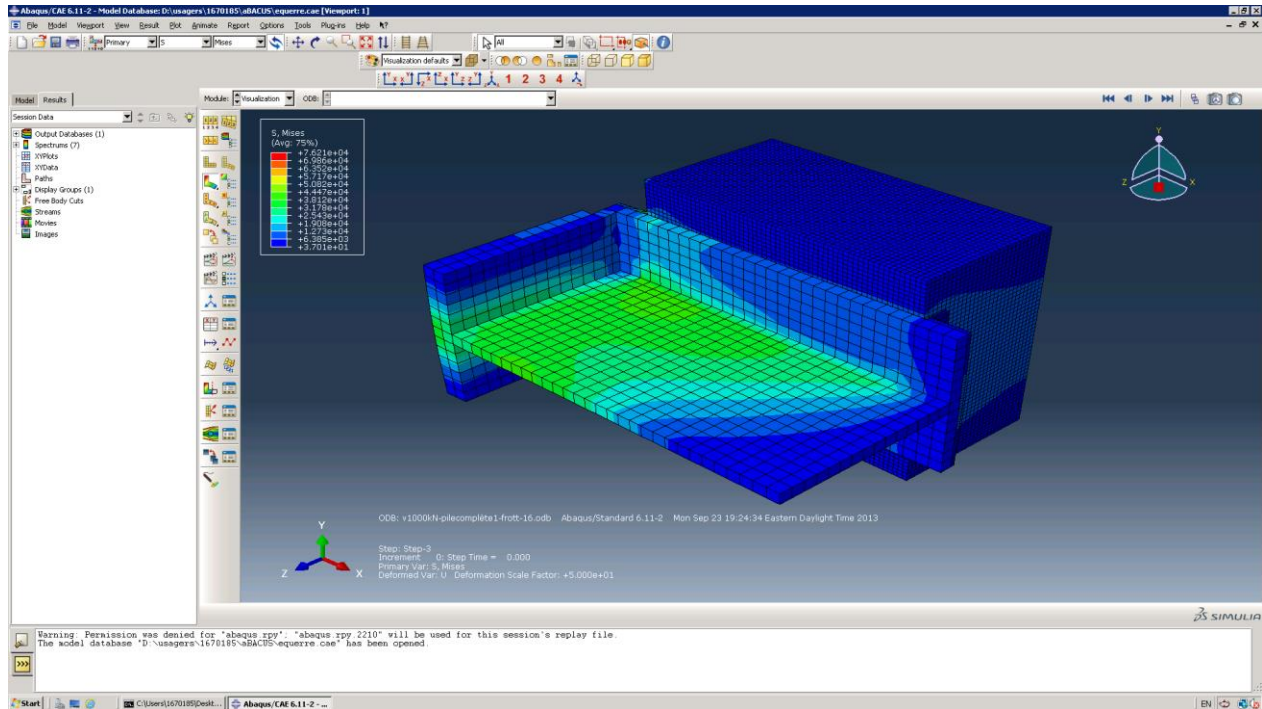 Abaqus/CAE 6.11-2 - Model Database: D:\usagers\1670185\aBACUS\equerre.cae [Viewport: 1]
File Model Viewport View Result Plot Animate Report Options Tools Plug-ins Help
Primary S Mises All
Visualization defaults
1 2 3 4
Model Results Module: Visualization ODB:
Session Data
Output Databases (1)
Spectrums (7)
XYPlots
XYData
Paths
Display Groups (1)
Free Body Cuts
Streams
Movies
Images
S, Mises
(Avg: 75%)
+7.621e+04
+6.986e+04
+6.352e+04
+5.717e+04
+5.082e+04
+4.447e+04
+3.812e+04
+3.178e+04
+2.543e+04
+1.908e+04
+1.273e+04
+6.385e+03
+3.701e+01
Y
Z X
Y
Z X
ODB: v1000kN-pilecomplète1-frott-16.odb Abaqus/Standard 6.11-2 Mon Sep 23 19:24:34 Eastern Daylight Time 2013
Step: Step-3
Increment 0: Step Time = 0.000
Primary Var: S, Mises
Deformed Var: U Deformation Scale Factor: +5.000e+01
SIMULIA
Warning: Permission was denied for "abaqus.rpy"; "abaqus.rpy.2210" will be used for this session's replay file.
The model database "D:\usagers\1670185\aBACUS\equerre.cae" has been opened.
>>>
Start C:\Users\1670185\Deskt... Abaqus/CAE 6.11-2 - ... EN